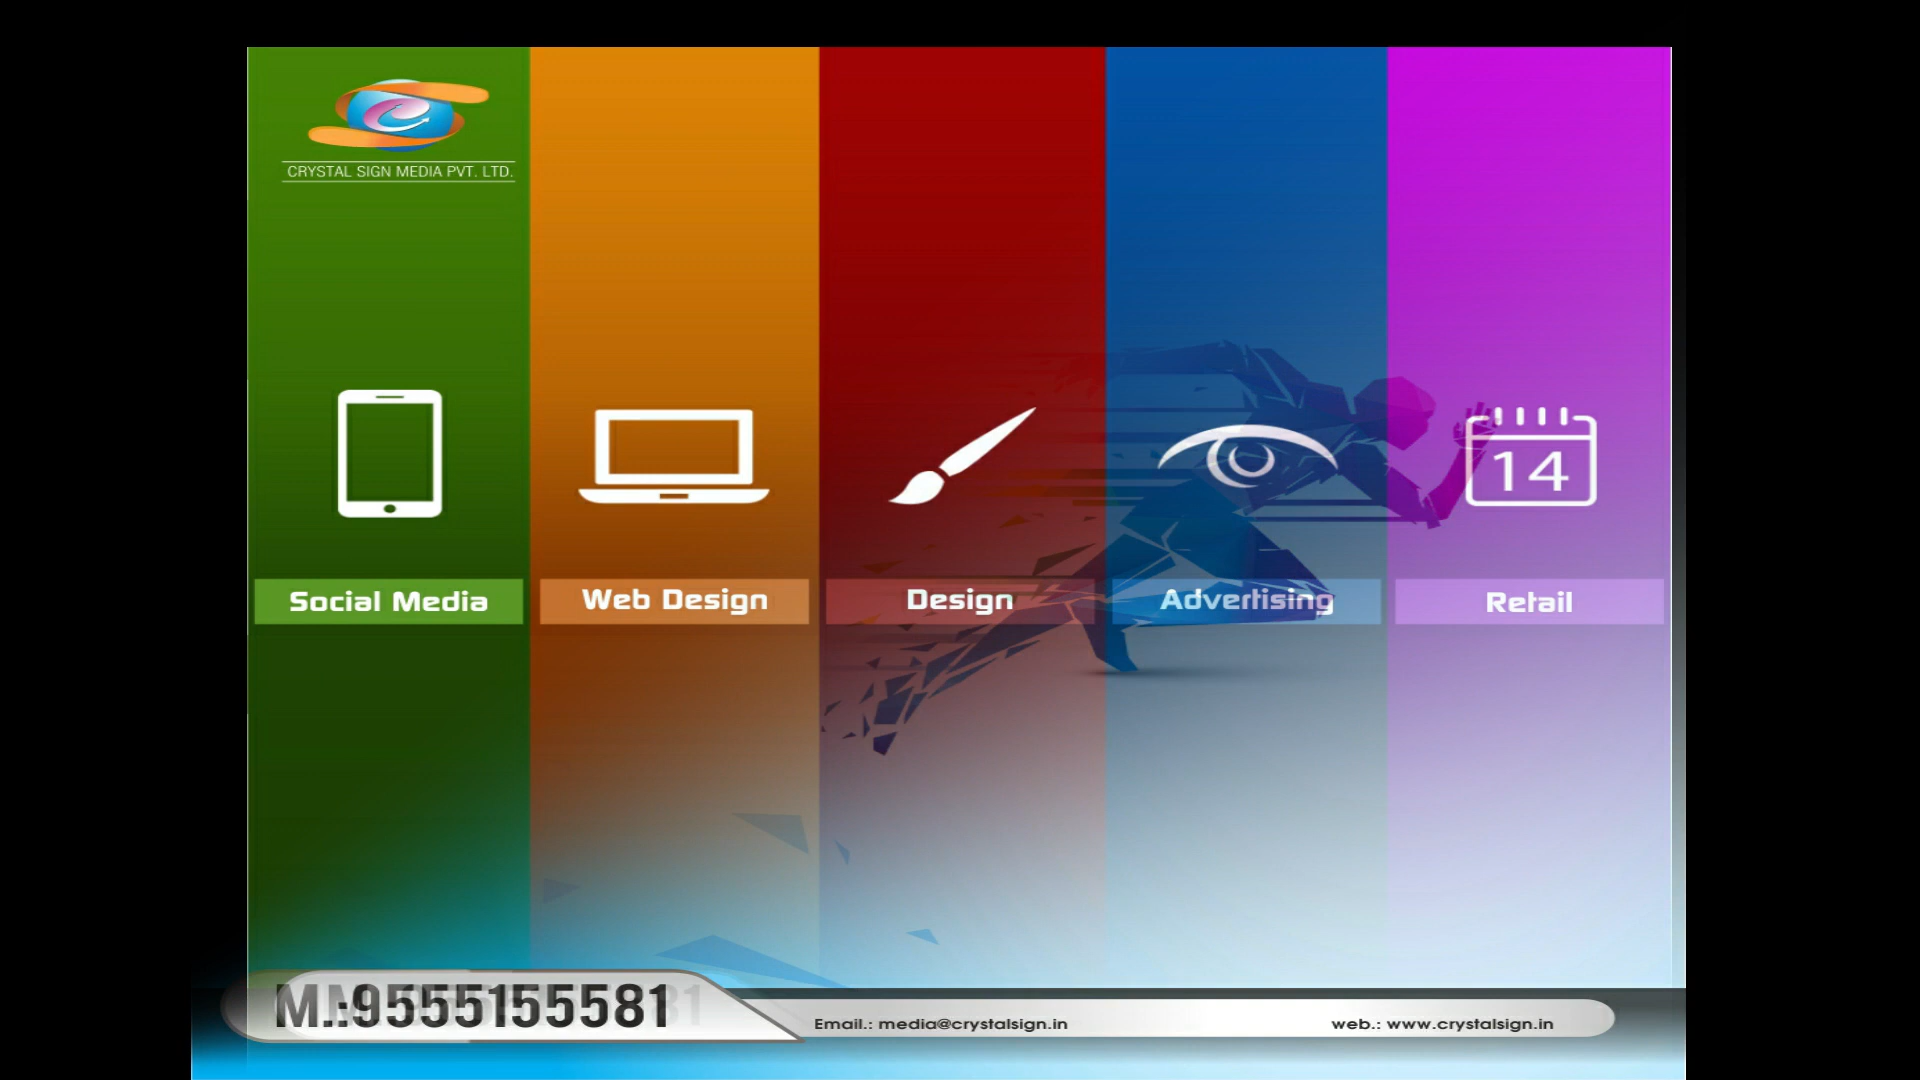 CRYSTAL SIGN MEDIA PVT. LTD.
14
Social Media
Web Design
Design
Advertising
Retail
M.:9555155581
Email.: media@crystalsign.in
web.: www.crystalsign.in